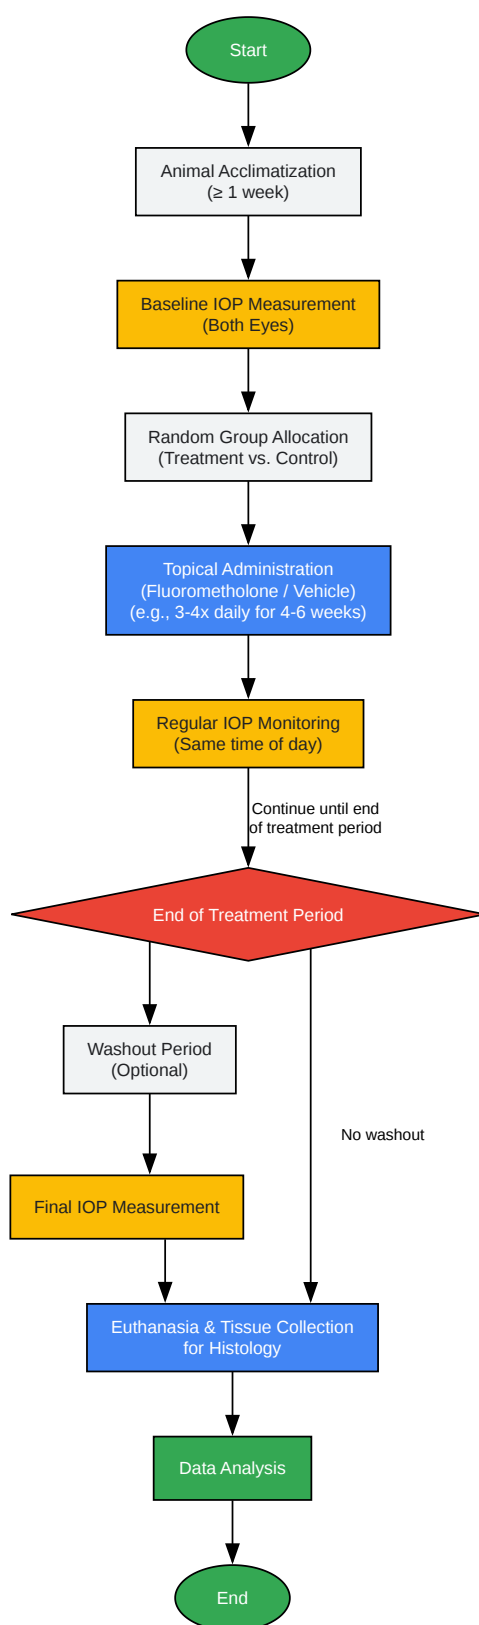 Start
Animal Acclimatization
(≥ 1 week)
Baseline IOP Measurement
(Both Eyes)
Random Group Allocation
(Treatment vs. Control)
Topical Administration
(Fluorometholone / Vehicle)
(e.g., 3-4x daily for 4-6 weeks)
Regular IOP Monitoring
(Same time of day)
Continue until end
of treatment period
End of Treatment Period
Washout Period
(Optional)
No washout
Final IOP Measurement
Euthanasia & Tissue Collection
for Histology
Data Analysis
End